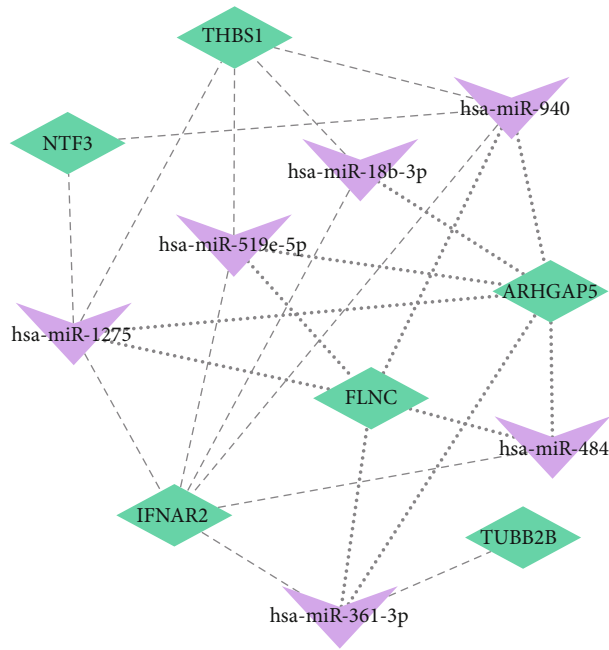 THBS1
hsa-miR-940
NTF3
hsa-miR-18b-3p
hsa-miR-519e-5p
ARHGAP5
hsa-miR-1275
FLNC
hsa-miR-484
IFNAR2
TUBB2B
hsa-miR-361-3p